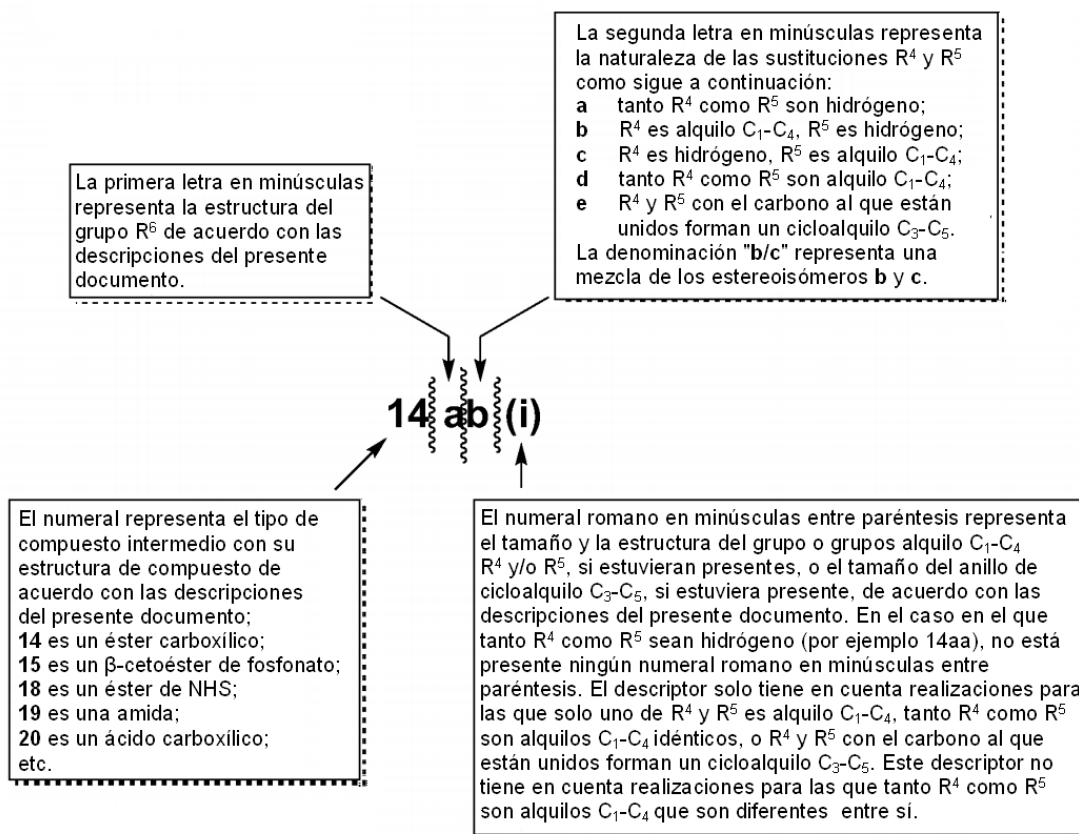 La segunda letra en minúsculas representa
la naturaleza de las sustituciones R⁴ y R⁵
como sigue a continuación:
a tanto R⁴ como R⁵ son hidrógeno;
b R⁴ es alquilo C₁-C₄, R⁵ es hidrógeno;
c R⁴ es hidrógeno, R⁵ es alquilo C₁-C₄;
d tanto R⁴ como R⁵ son alquilo C₁-C₄;
e R⁴ y R⁵ con el carbono al que están
unidos forman un cicloalquilo C₃-C₅.
La denominación "b/c" representa una
mezcla de los estereoisómeros b y c.
La primera letra en minúsculas
representa la estructura del
grupo R⁶ de acuerdo con las
descripciones del presente
documento.
14 ab (i)
El numeral representa el tipo de
compuesto intermedio con su
estructura de compuesto de
acuerdo con las descripciones
del presente documento;
14 es un éster carboxílico;
15 es un β-cetoéster de fosfonato;
18 es un éster de NHS;
19 es una amida;
20 es un ácido carboxílico;
etc.
El numeral romano en minúsculas entre paréntesis representa
el tamaño y la estructura del grupo o grupos alquilo C₁-C₄
R⁴ y/o R⁵, si estuvieran presentes, o el tamaño del anillo de
cicloalquilo C₃-C₅, si estuviera presente, de acuerdo con las
descripciones del presente documento. En el caso en el que
tanto R⁴ como R⁵ sean hidrógeno (por ejemplo 14aa), no está
presente ningún numeral romano en minúsculas entre
paréntesis. El descriptor solo tiene en cuenta realizaciones para
las que solo uno de R⁴ y R⁵ es alquilo C₁-C₄, tanto R⁴ como R⁵
son alquilos C₁-C₄ idénticos, o R⁴ y R⁵ con el carbono al que
están unidos forman un cicloalquilo C₃-C₅. Este descriptor no
tiene en cuenta realizaciones para las que tanto R⁴ como R⁵
son alquilos C₁-C₄ que son diferentes entre sí.